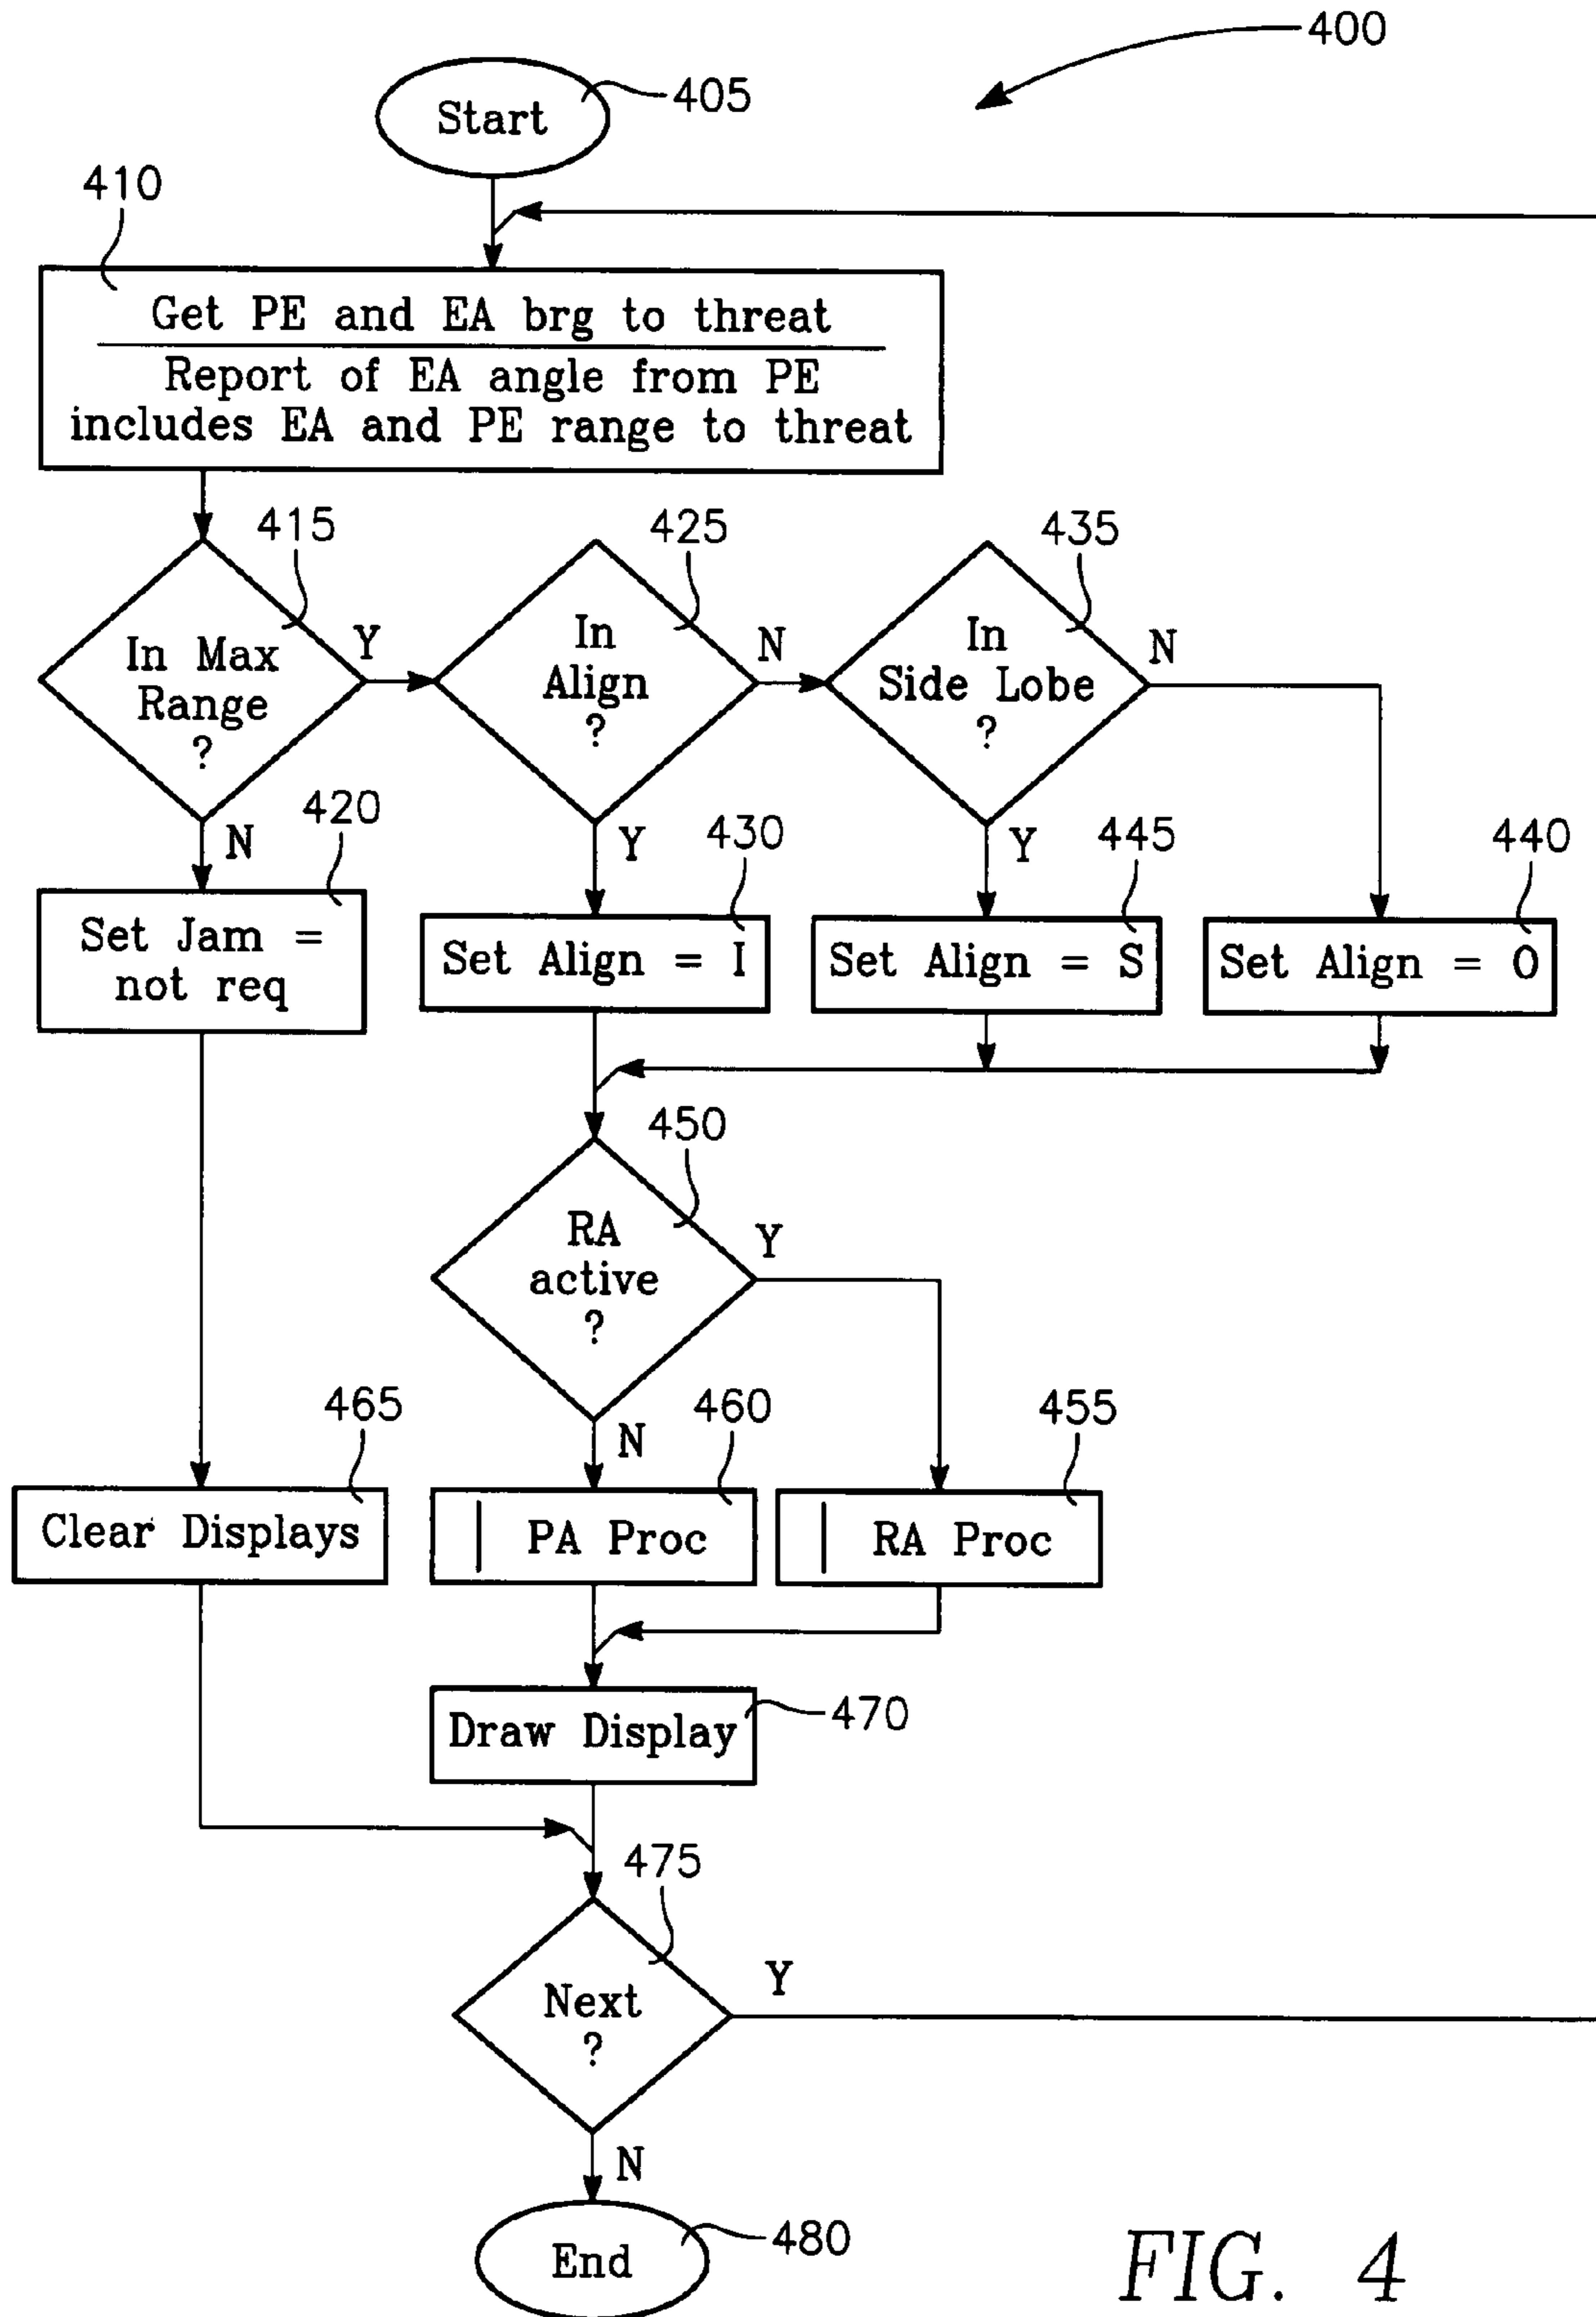 400
Start
405
410
Get PE and EA brg to threat
Report of EA angle from PE
includes EA and PE range to threat
415
425
435
In Max
Range
?
Y
In
Align
?
N
In
Side Lobe
?
N
N
420
Y
430
Y
445
440
Set Jam =
not req
Set Align = I
Set Align = S
Set Align = O
450
RA
active
?
Y
N
465
460
455
Clear Displays
PA Proc
RA Proc
Draw Display
470
475
Next
?
Y
N
End
480
FIG. 4